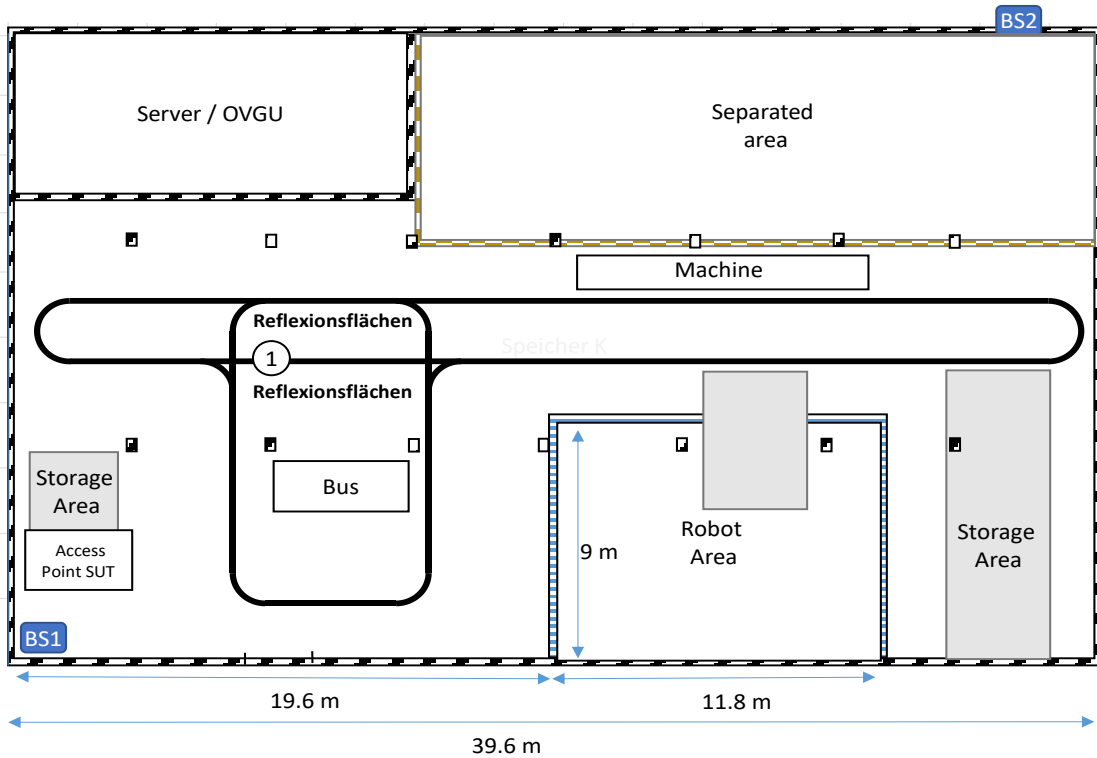 BS2
Server / OVGU
Separated
area
Machine
Reflexionsflächen
Speicher K
1
Reflexionsflächen
Storage
Area
Bus
Access
Point SUT
9 m
Robot
Area
Storage
Area
BS1
19.6 m
11.8 m
39.6 m